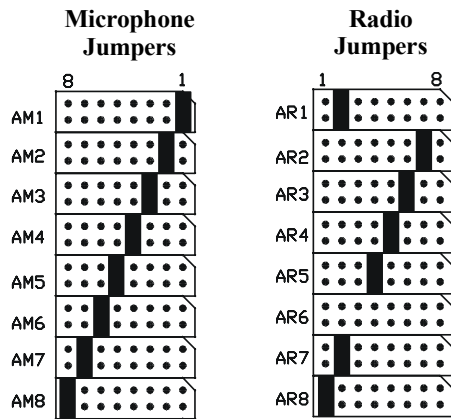 Microphone
Jumpers
8 1
AM1
AM2
AM3
AM4
AM5
AM6
AM7
AM8
Radio
Jumpers
1 8
AR1
AR2
AR3
AR4
AR5
AR6
AR7
AR8